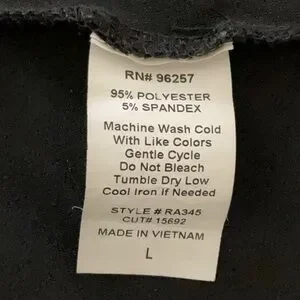 RN# 96257
95% POLYESTER
5% SPANDEX
Machine Wash Cold
With Like Colors
Gentle Cycle
Do Not Bleach
Tumble Dry Low
Cool Iron if Needed
STYLE # RA345
CUT# 15692
MADE IN VIETNAM
L